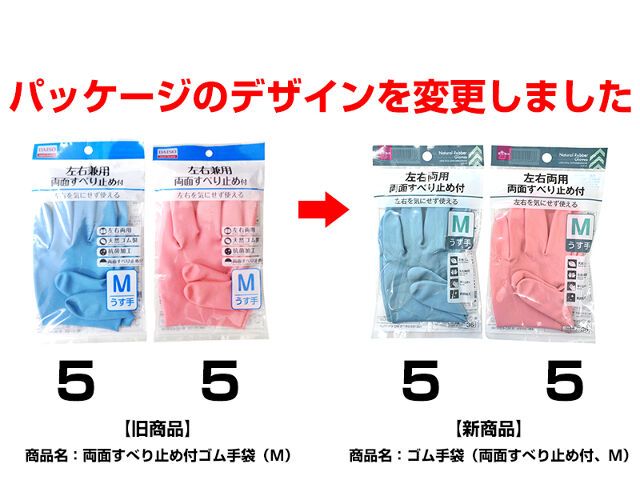 パッケージのデザインを変更しました
DAISO
左右兼用
両面すべり止め付
左右を気にせず使える
左右両用
天然ゴム製
抗菌加工
両面すべり止め付
M
うす手
DAISO
左右兼用
両面すべり止め付
左右を気にせず使える
左右両用
天然ゴム製
抗菌加工
両面すべり止め付
M
うす手
Natural Rubber
Gloves
左右両用
両面すべり止め付
左右を気にせず使える
M
うす手
Natural Rubber
Gloves
左右両用
両面すべり止め付
左右を気にせず使える
M
うす手
5 5 5 5
【旧商品】
商品名：両面すべり止め付ゴム手袋（M）
【新商品】
商品名：ゴム手袋（両面すべり止め付、M）